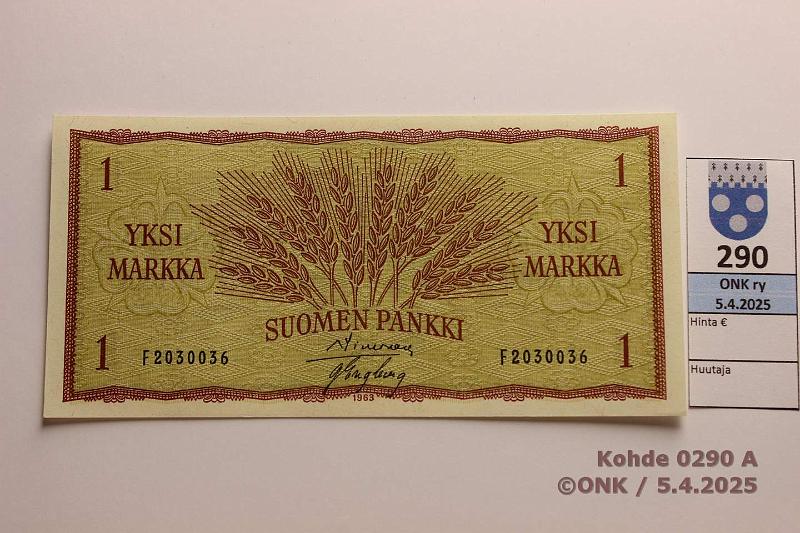 1
1
YKSI
MARKKA
YKSI
MARKKA
SUOMEN PANKKI
1
F2030036
F2030036
1
1963
290
ONK ry
5.4.2025
Hinta €
Huutaja
Kohde 0290 A
©ONK / 5.4.2025